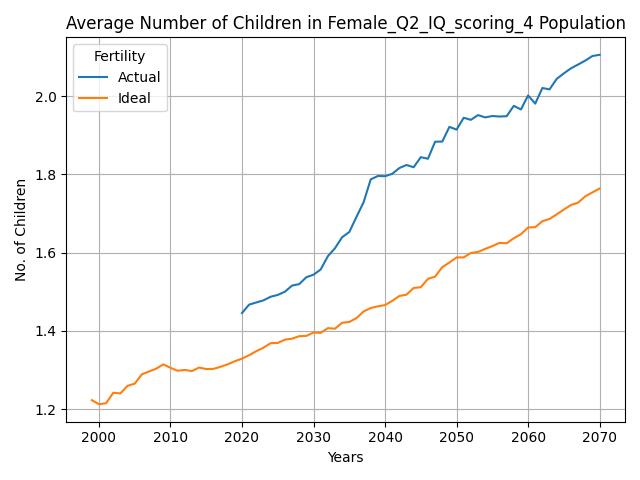 Average Number of Children in Female_Q2_IQ_scoring_4 Population
Fertility
Actual
Ideal
No. of Children
2.0
1.8
1.6
1.4
1.2
2000 2010 2020 2030 2040 2050 2060 2070
Years